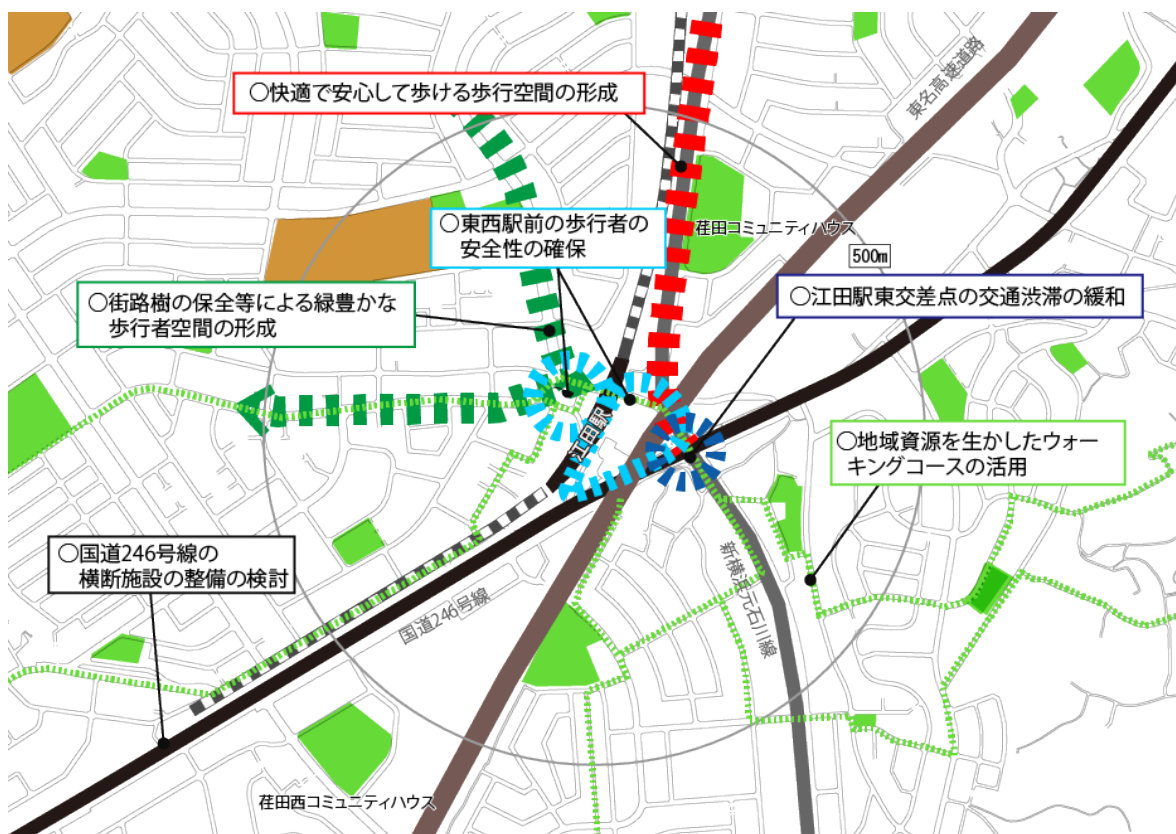 東名高速道路
○快適で安心して歩ける歩行空間の形成
○東西駅前の歩行者の
安全性の確保
荏田コミュニティハウス
500m
○街路樹の保全等による緑豊かな
歩行者空間の形成
○江田駅東交差点の交通渋滞の緩和
江田駅
○地域資源を生かしたウォー
キングコースの活用
○国道246号線の
横断施設の整備の検討
国道246号線
新横浜元石川線
荏田西コミュニティハウス